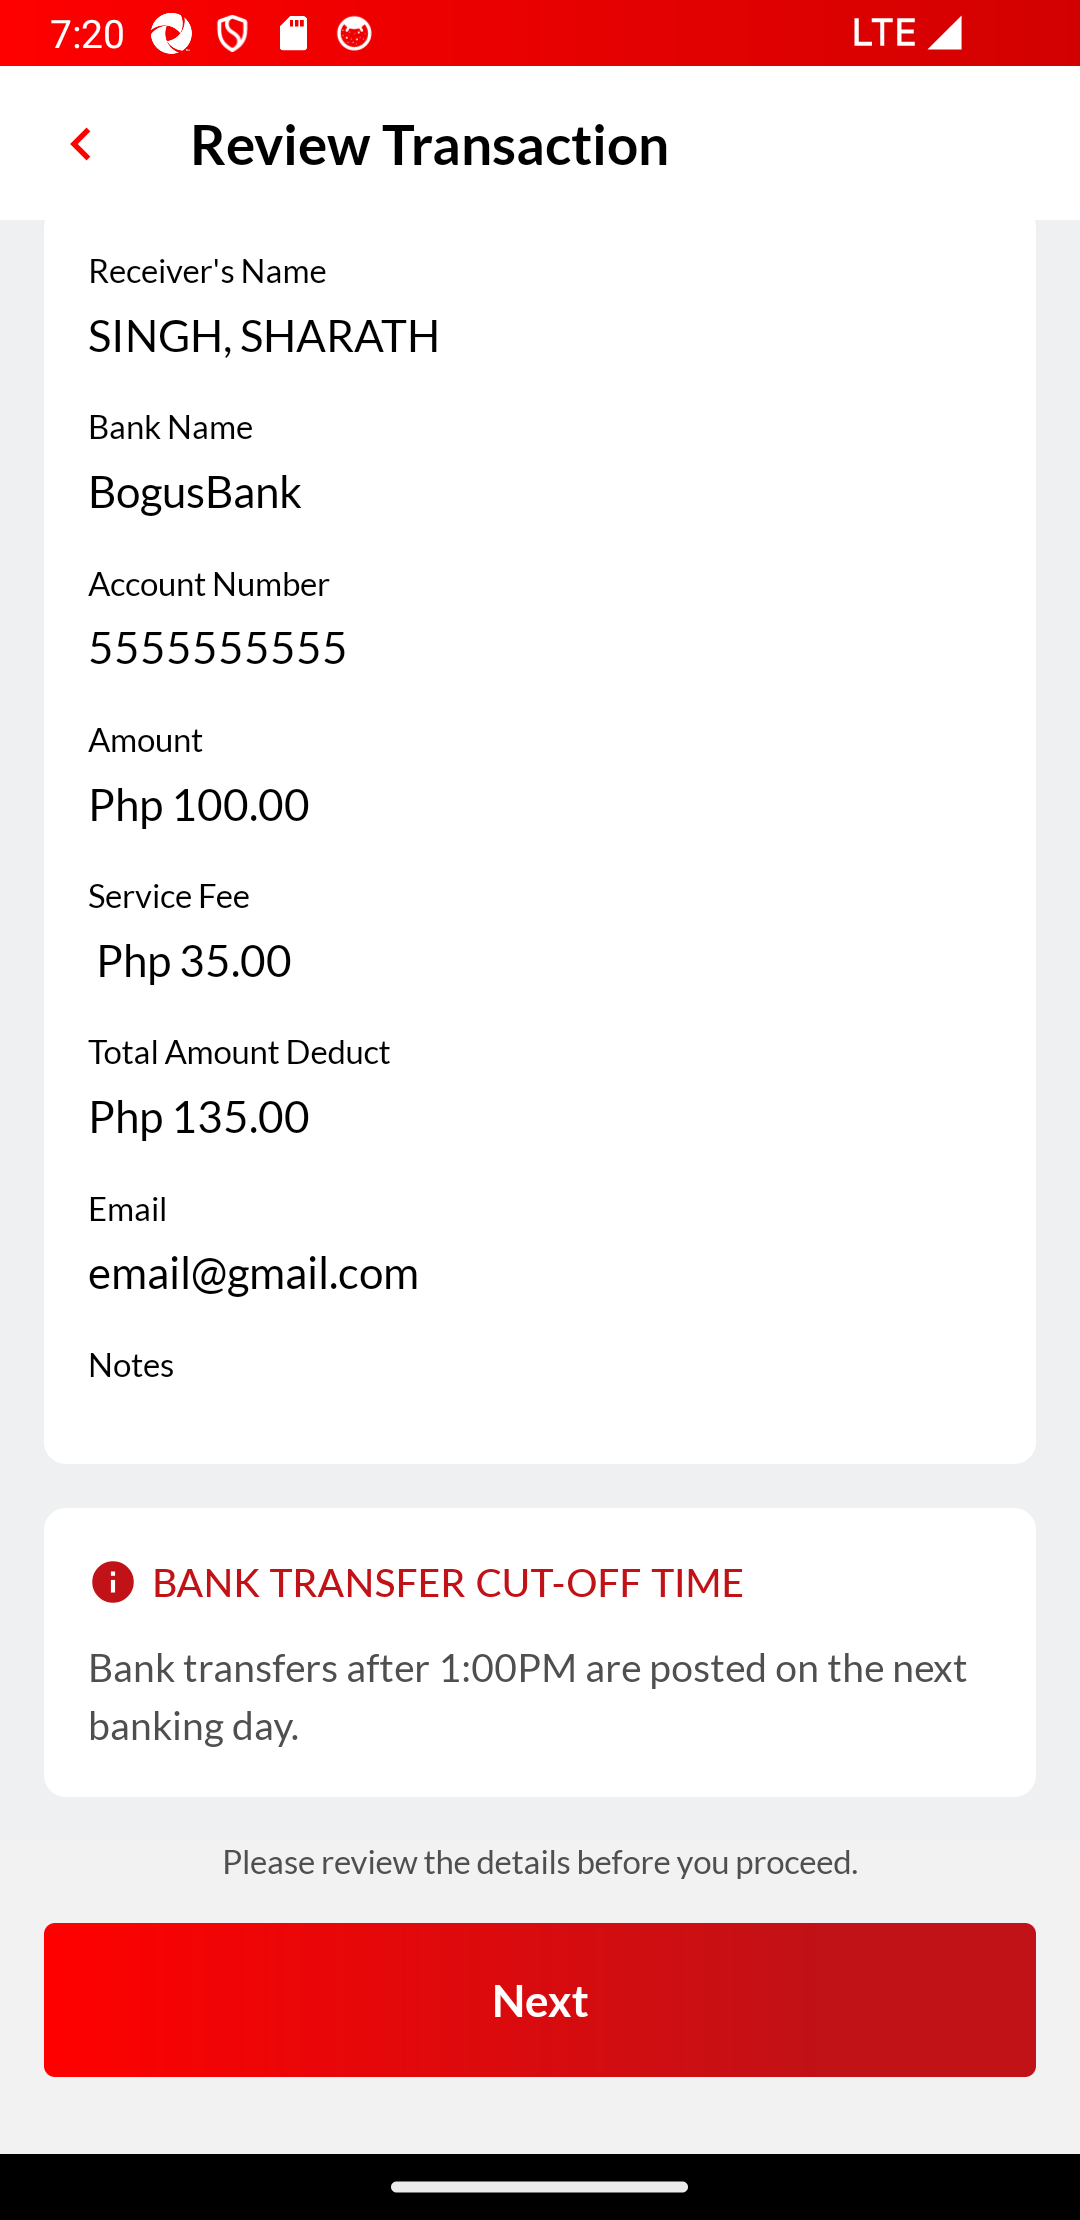 7:20
LTE
Review Transaction
Receiver's Name
SINGH, SHARATH
Bank Name
BogusBank
Account Number
5555555555
Amount
Php 100.00
Service Fee
Php 35.00
Total Amount Deduct
Php 135.00
Email
email@gmail.com
Notes
BANK TRANSFER CUT-OFF TIME
Bank transfers after 1:00PM are posted on the next
banking day.
Please review the details before you proceed.
Next